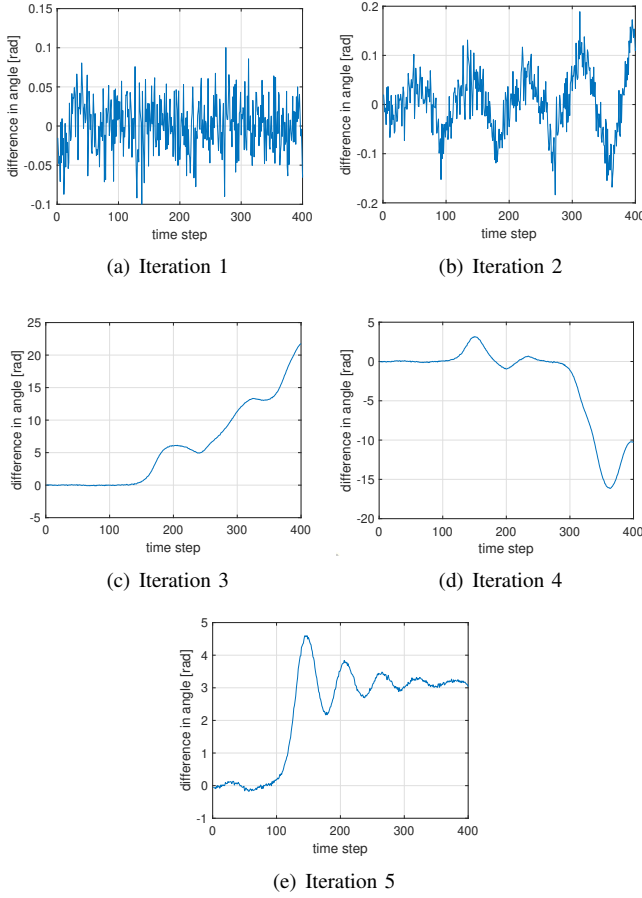 0.15
0.1
0.05
0
-0.05
-0.1
difference in angle [rad]
0 100 200 300 400
time step
(a) Iteration 1
0.2
0.1
0
-0.1
-0.2
difference in angle [rad]
0 100 200 300 400
time step
(b) Iteration 2
25
20
15
10
5
0
-5
difference in angle [rad]
0 100 200 300 400
time step
(c) Iteration 3
5
0
-5
-10
-15
-20
difference in angle [rad]
0 100 200 300 400
time step
(d) Iteration 4
5
4
3
2
1
0
-1
difference in angle [rad]
0 100 200 300 400
time step
(e) Iteration 5